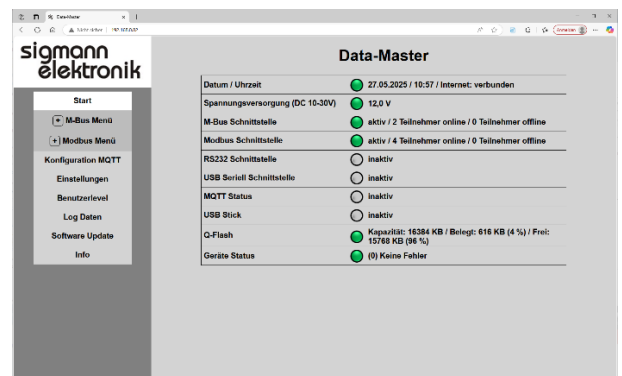 Data-Master
Nicht sicher
sigmann
elektronik
Data-Master
Start
M-Bus Menü
Modbus Menü
Konfiguration MQTT
Einstellungen
Benutzerlevel
Log Daten
Software Update
Info
Datum / Uhrzeit
27.05.2025 / 10:57 / Internet: verbunden
Spannungsversorgung (DC 10-30V)
12,0 V
M-Bus Schnittstelle
aktiv / 2 Teilnehmer online / 0 Teilnehmer offline
Modbus Schnittstelle
aktiv / 4 Teilnehmer online / 0 Teilnehmer offline
RS232 Schnittstelle
inaktiv
USB Seriell Schnittstelle
inaktiv
MQTT Status
inaktiv
USB Stick
inaktiv
Q-Flash
Kapazität: 16384 KB / Belegt: 616 KB (4 %) / Frei:
15768 KB (96 %)
Geräte Status
(0) Keine Fehler